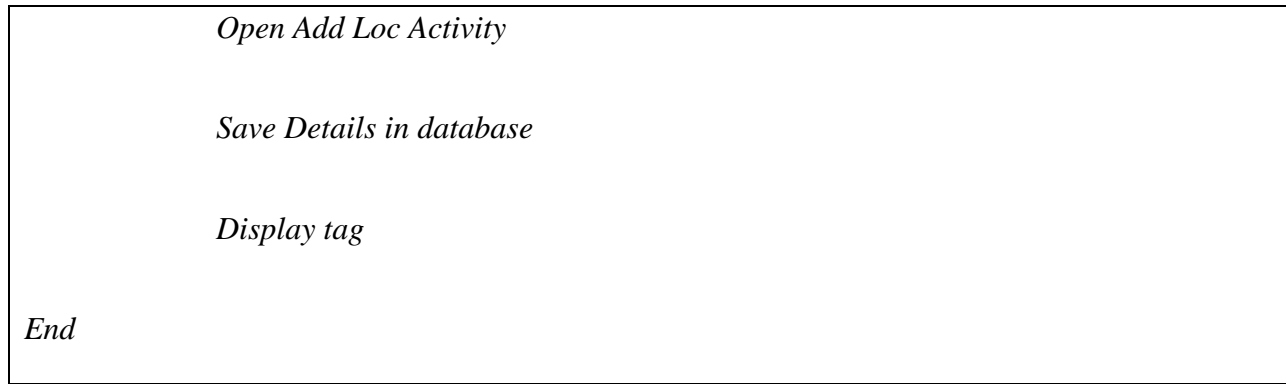 Open Add Loc Activity
Save Details in database
Display tag
End